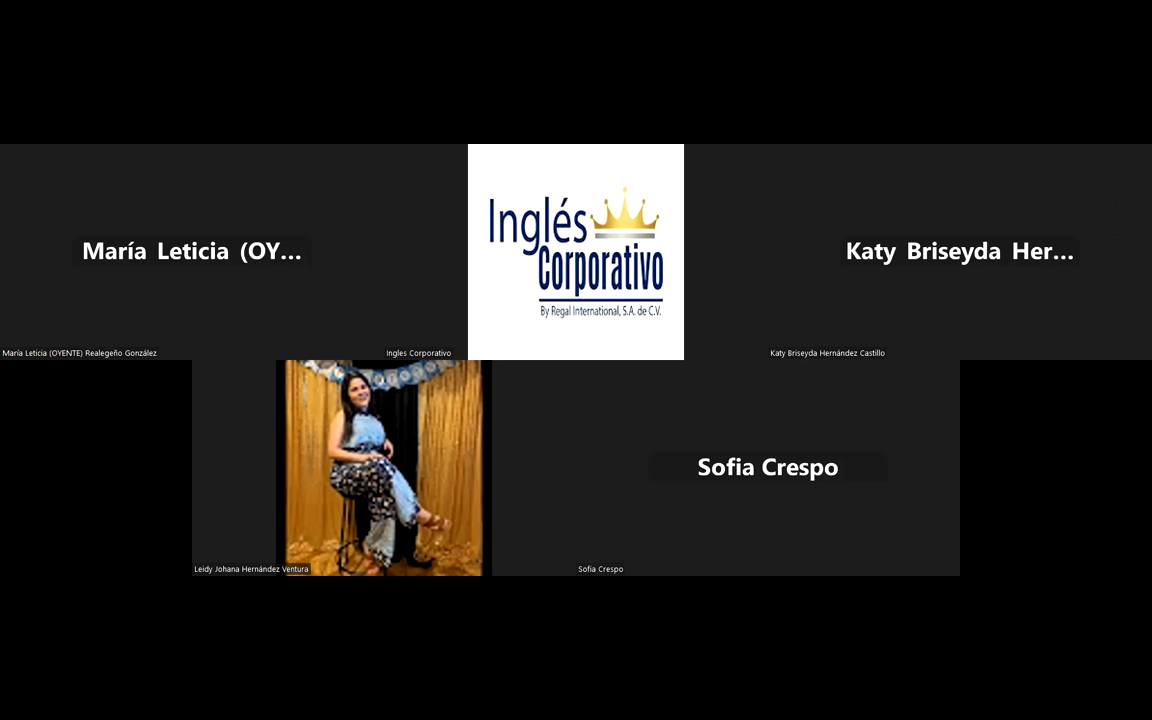 María Leticia (OY...
Inglés
Corporativo
By Regal International, S.A. de C.V.
Katy Briseyda Her...
María Leticia (OYENTE) Realegeño González
Ingles Corporativo
Katy Briseyda Hernández Castillo
Sofia Crespo
Leidy Johana Hernández Ventura
Sofia Crespo